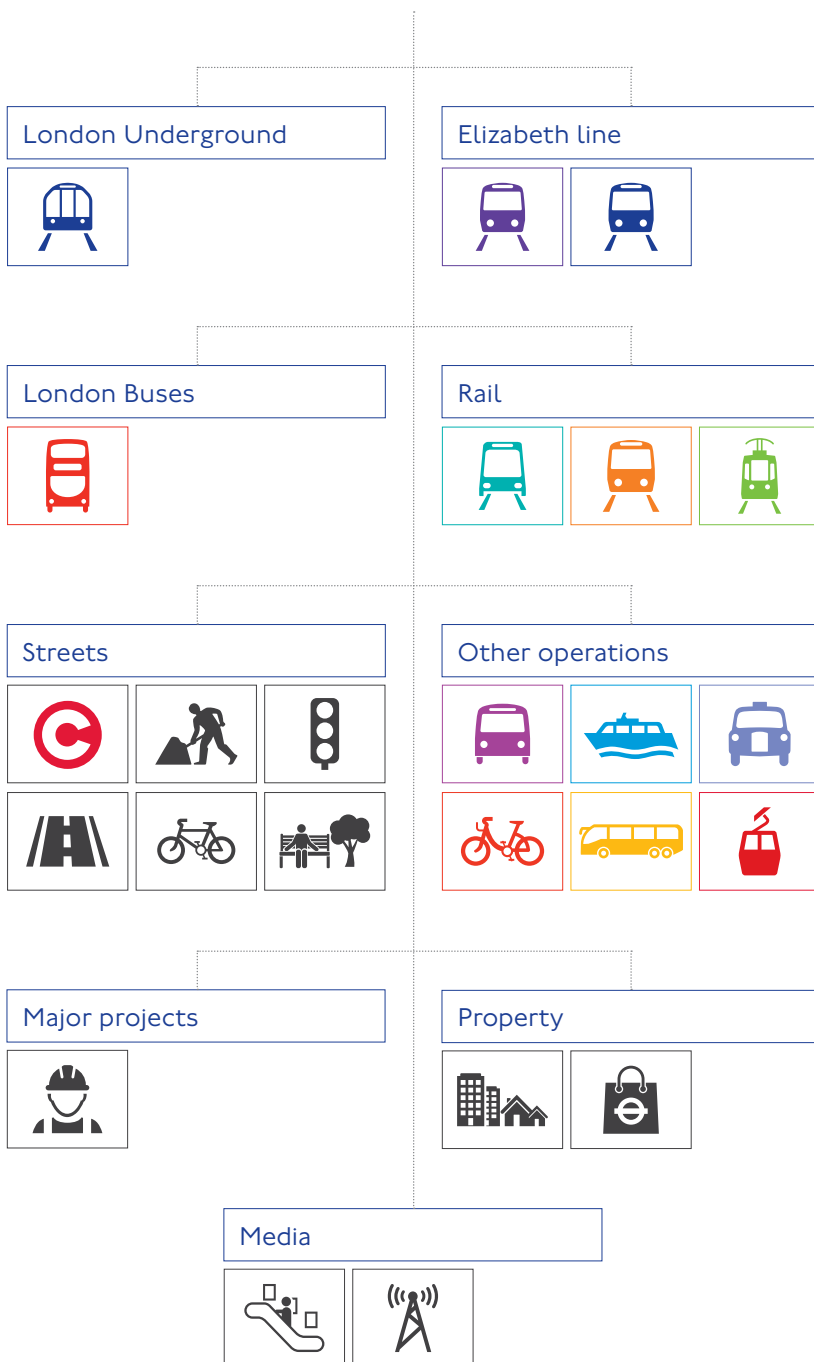 London Underground
Elizabeth line
London Buses
Rail
Streets
Other operations
Major projects
Property
Media